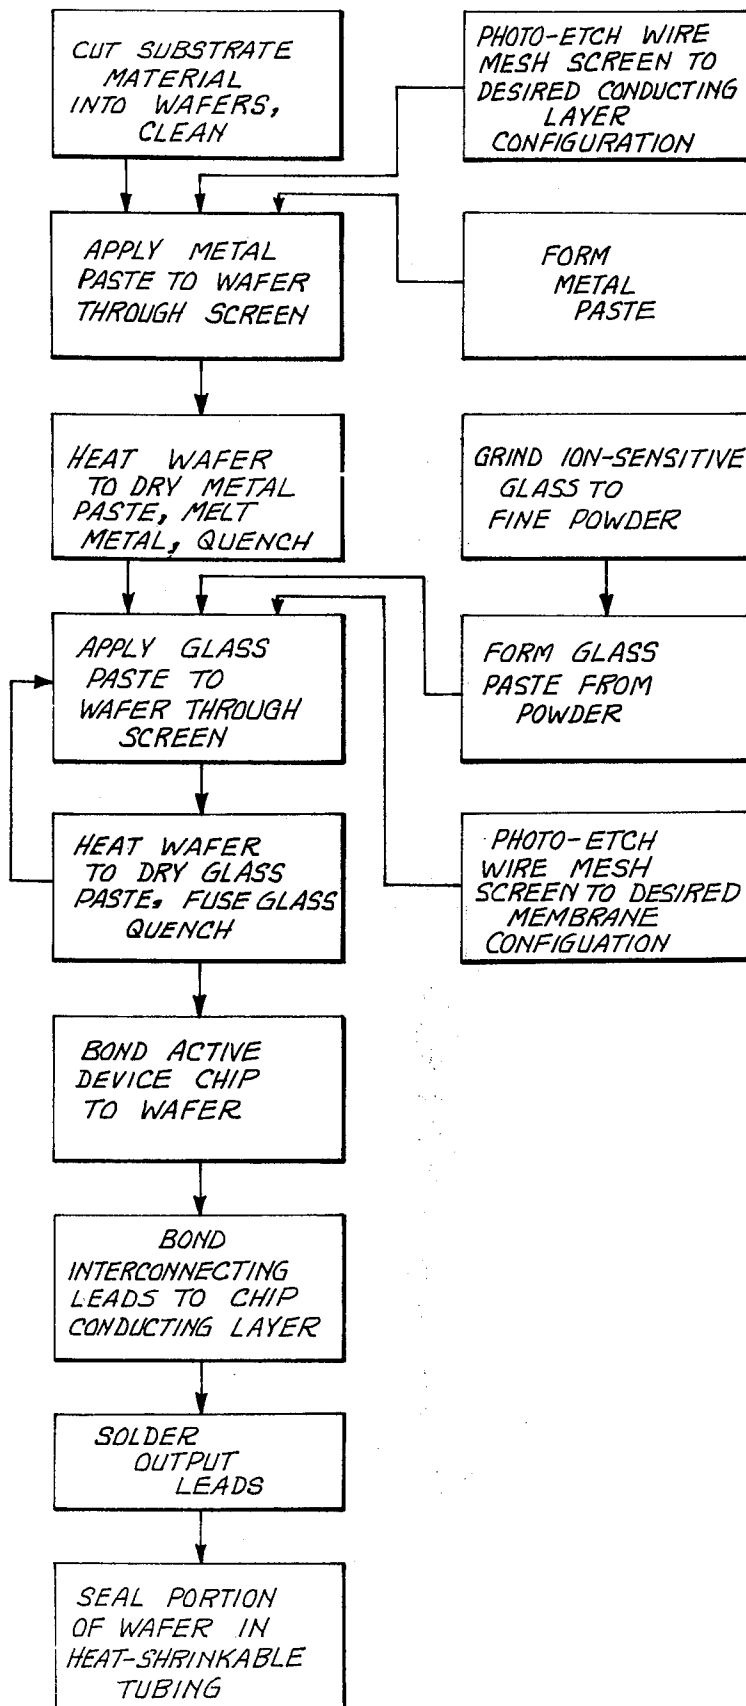 CUT SUBSTRATE
MATERIAL
INTO WAFERS,
CLEAN
PHOTO-ETCH WIRE
MESH SCREEN TO
DESIRED CONDUCTING
LAYER
CONFIGURATION
APPLY METAL
PASTE TO WAFER
THROUGH SCREEN
FORM
METAL
PASTE
HEAT WAFER
TO DRY METAL
PASTE, MELT
METAL, QUENCH
GRIND ION-SENSITIVE
GLASS TO
FINE POWDER
APPLY GLASS
PASTE TO
WAFER THROUGH
SCREEN
FORM GLASS
PASTE FROM
POWDER
HEAT WAFER
TO DRY GLASS
PASTE, FUSE GLASS
QUENCH
PHOTO-ETCH
WIRE MESH
SCREEN TO DESIRED
MEMBRANE
CONFIGUATION
BOND ACTIVE
DEVICE CHIP
TO WAFER
BOND
INTERCONNECTING
LEADS TO CHIP
CONDUCTING LAYER
SOLDER
OUTPUT
LEADS
SEAL PORTION
OF WAFER IN
HEAT-SHRINKABLE
TUBING